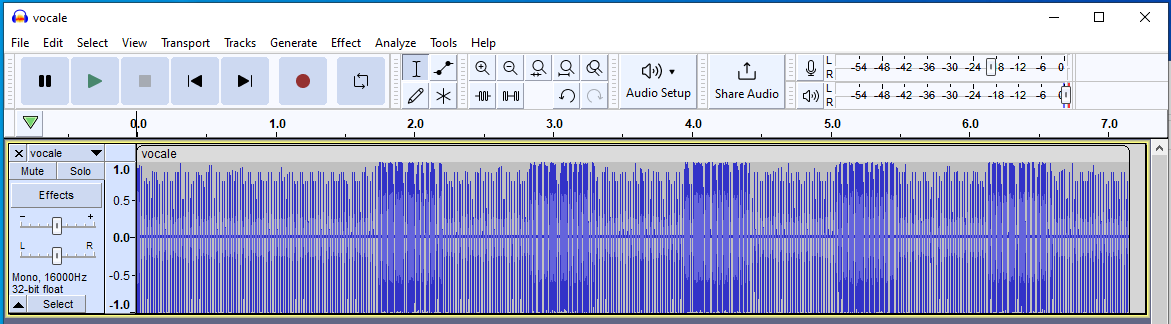 vocale
File Edit Select View Transport Tracks Generate Effect Analyze Tools Help
L -54 -48 -42 -36 -30 -24 -18 -12 -6 0
R
Audio Setup
Share Audio
L -54 -48 -42 -36 -30 -24 -18 -12 -6 0
R
0.0 1.0 2.0 3.0 4.0 5.0 6.0 7.0
vocale
vocale
Mute Solo
Effects
- +
L R
Mono, 16000Hz
32-bit float
Select
1.0
0.5-
0.0-
-0.5-
-1.0